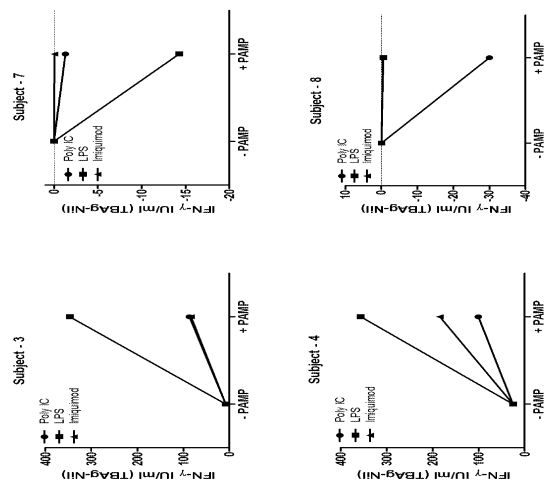 Subject - 3
IFN-γ IU/ml (TBAg-Nil)
400
300
200
100
0
Poly IC
LPS
Imiquimod
- PAMP
+ PAMP
Subject - 7
IFN-γ IU/ml (TBAg-Nil)
0
-5
-10
-15
-20
Poly IC
LPS
Imiquimod
- PAMP
+ PAMP
Subject - 4
IFN-γ IU/ml (TBAg-Nil)
400
300
200
100
0
Poly IC
LPS
Imiquimod
- PAMP
+ PAMP
Subject - 8
IFN-γ IU/ml (TBAg-Nil)
10
0
-10
-20
-30
-40
Poly IC
LPS
Imiquimod
- PAMP
+ PAMP